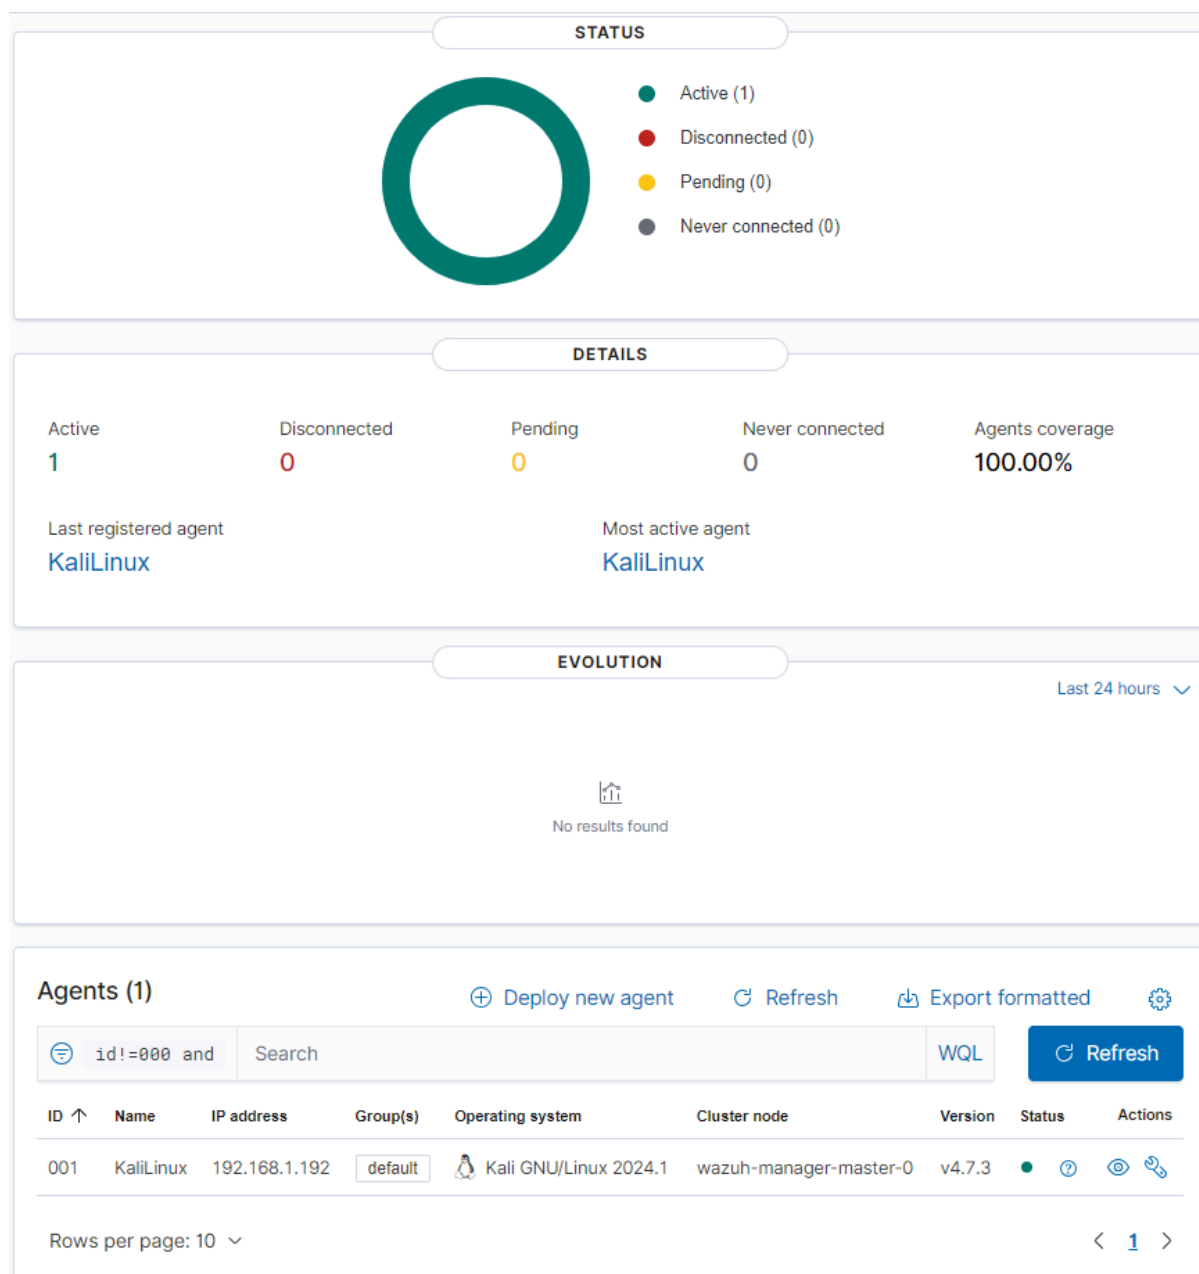 STATUS
Active (1)
Disconnected (0)
Pending (0)
Never connected (0)
DETAILS
Active Disconnected Pending Never connected Agents coverage
1 0 0 0 100.00%
Last registered agent Most active agent
KaliLinux KaliLinux
EVOLUTION
Last 24 hours
No results found
Agents (1) Deploy new agent Refresh Export formatted
id!=000 and Search WQL Refresh
ID Name IP address Group(s) Operating system Cluster node Version Status Actions
001 KaliLinux 192.168.1.192 default Kali GNU/Linux 2024.1 wazuh-manager-master-0 v4.7.3
Rows per page: 10 1